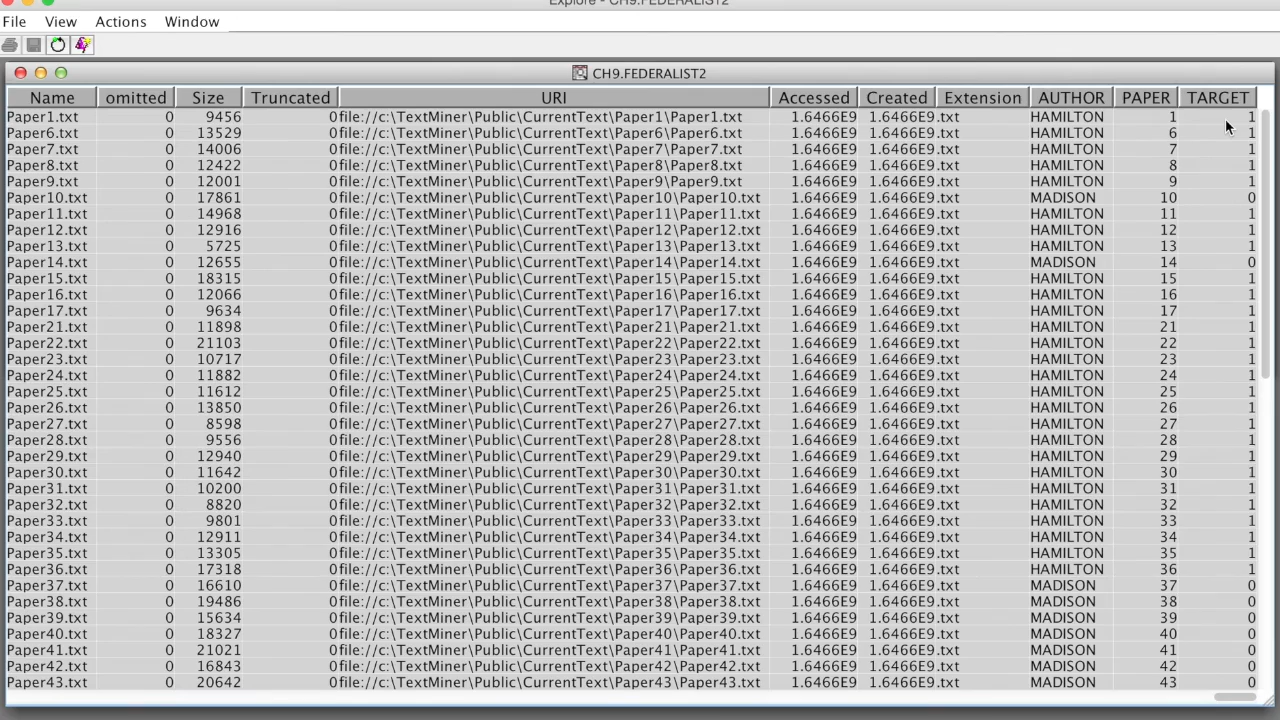 Explore - CH9.FEDERALIST2
File View Actions Window
CH9.FEDERALIST2
Name omitted Size Truncated URI Accessed Created Extension AUTHOR PAPER TARGET
Paper1.txt 0 9456 0 file://c:\TextMiner\Public\CurrentText\Paper1\Paper1.txt 1.6466E9 1.6466E9 .txt HAMILTON 1 1
Paper6.txt 0 13529 0 file://c:\TextMiner\Public\CurrentText\Paper6\Paper6.txt 1.6466E9 1.6466E9 .txt HAMILTON 6 1
Paper7.txt 0 14006 0 file://c:\TextMiner\Public\CurrentText\Paper7\Paper7.txt 1.6466E9 1.6466E9 .txt HAMILTON 7 1
Paper8.txt 0 12422 0 file://c:\TextMiner\Public\CurrentText\Paper8\Paper8.txt 1.6466E9 1.6466E9 .txt HAMILTON 8 1
Paper9.txt 0 12001 0 file://c:\TextMiner\Public\CurrentText\Paper9\Paper9.txt 1.6466E9 1.6466E9 .txt HAMILTON 9 1
Paper10.txt 0 17861 0 file://c:\TextMiner\Public\CurrentText\Paper10\Paper10.txt 1.6466E9 1.6466E9 .txt MADISON 10 0
Paper11.txt 0 14968 0 file://c:\TextMiner\Public\CurrentText\Paper11\Paper11.txt 1.6466E9 1.6466E9 .txt HAMILTON 11 1
Paper12.txt 0 12916 0 file://c:\TextMiner\Public\CurrentText\Paper12\Paper12.txt 1.6466E9 1.6466E9 .txt HAMILTON 12 1
Paper13.txt 0 5725 0 file://c:\TextMiner\Public\CurrentText\Paper13\Paper13.txt 1.6466E9 1.6466E9 .txt HAMILTON 13 1
Paper14.txt 0 12655 0 file://c:\TextMiner\Public\CurrentText\Paper14\Paper14.txt 1.6466E9 1.6466E9 .txt MADISON 14 0
Paper15.txt 0 18315 0 file://c:\TextMiner\Public\CurrentText\Paper15\Paper15.txt 1.6466E9 1.6466E9 .txt HAMILTON 15 1
Paper16.txt 0 12066 0 file://c:\TextMiner\Public\CurrentText\Paper16\Paper16.txt 1.6466E9 1.6466E9 .txt HAMILTON 16 1
Paper17.txt 0 9634 0 file://c:\TextMiner\Public\CurrentText\Paper17\Paper17.txt 1.6466E9 1.6466E9 .txt HAMILTON 17 1
Paper21.txt 0 11898 0 file://c:\TextMiner\Public\CurrentText\Paper21\Paper21.txt 1.6466E9 1.6466E9 .txt HAMILTON 21 1
Paper22.txt 0 21103 0 file://c:\TextMiner\Public\CurrentText\Paper22\Paper22.txt 1.6466E9 1.6466E9 .txt HAMILTON 22 1
Paper23.txt 0 10717 0 file://c:\TextMiner\Public\CurrentText\Paper23\Paper23.txt 1.6466E9 1.6466E9 .txt HAMILTON 23 1
Paper24.txt 0 11882 0 file://c:\TextMiner\Public\CurrentText\Paper24\Paper24.txt 1.6466E9 1.6466E9 .txt HAMILTON 24 1
Paper25.txt 0 11612 0 file://c:\TextMiner\Public\CurrentText\Paper25\Paper25.txt 1.6466E9 1.6466E9 .txt HAMILTON 25 1
Paper26.txt 0 13850 0 file://c:\TextMiner\Public\CurrentText\Paper26\Paper26.txt 1.6466E9 1.6466E9 .txt HAMILTON 26 1
Paper27.txt 0 8598 0 file://c:\TextMiner\Public\CurrentText\Paper27\Paper27.txt 1.6466E9 1.6466E9 .txt HAMILTON 27 1
Paper28.txt 0 9556 0 file://c:\TextMiner\Public\CurrentText\Paper28\Paper28.txt 1.6466E9 1.6466E9 .txt HAMILTON 28 1
Paper29.txt 0 12940 0 file://c:\TextMiner\Public\CurrentText\Paper29\Paper29.txt 1.6466E9 1.6466E9 .txt HAMILTON 29 1
Paper30.txt 0 11642 0 file://c:\TextMiner\Public\CurrentText\Paper30\Paper30.txt 1.6466E9 1.6466E9 .txt HAMILTON 30 1
Paper31.txt 0 10200 0 file://c:\TextMiner\Public\CurrentText\Paper31\Paper31.txt 1.6466E9 1.6466E9 .txt HAMILTON 31 1
Paper32.txt 0 8820 0 file://c:\TextMiner\Public\CurrentText\Paper32\Paper32.txt 1.6466E9 1.6466E9 .txt HAMILTON 32 1
Paper33.txt 0 9801 0 file://c:\TextMiner\Public\CurrentText\Paper33\Paper33.txt 1.6466E9 1.6466E9 .txt HAMILTON 33 1
Paper34.txt 0 12911 0 file://c:\TextMiner\Public\CurrentText\Paper34\Paper34.txt 1.6466E9 1.6466E9 .txt HAMILTON 34 1
Paper35.txt 0 13305 0 file://c:\TextMiner\Public\CurrentText\Paper35\Paper35.txt 1.6466E9 1.6466E9 .txt HAMILTON 35 1
Paper36.txt 0 17318 0 file://c:\TextMiner\Public\CurrentText\Paper36\Paper36.txt 1.6466E9 1.6466E9 .txt HAMILTON 36 1
Paper37.txt 0 16610 0 file://c:\TextMiner\Public\CurrentText\Paper37\Paper37.txt 1.6466E9 1.6466E9 .txt MADISON 37 0
Paper38.txt 0 19486 0 file://c:\TextMiner\Public\CurrentText\Paper38\Paper38.txt 1.6466E9 1.6466E9 .txt MADISON 38 0
Paper39.txt 0 15634 0 file://c:\TextMiner\Public\CurrentText\Paper39\Paper39.txt 1.6466E9 1.6466E9 .txt MADISON 39 0
Paper40.txt 0 18327 0 file://c:\TextMiner\Public\CurrentText\Paper40\Paper40.txt 1.6466E9 1.6466E9 .txt MADISON 40 0
Paper41.txt 0 21021 0 file://c:\TextMiner\Public\CurrentText\Paper41\Paper41.txt 1.6466E9 1.6466E9 .txt MADISON 41 0
Paper42.txt 0 16843 0 file://c:\TextMiner\Public\CurrentText\Paper42\Paper42.txt 1.6466E9 1.6466E9 .txt MADISON 42 0
Paper43.txt 0 20642 0 file://c:\TextMiner\Public\CurrentText\Paper43\Paper43.txt 1.6466E9 1.6466E9 .txt MADISON 43 0